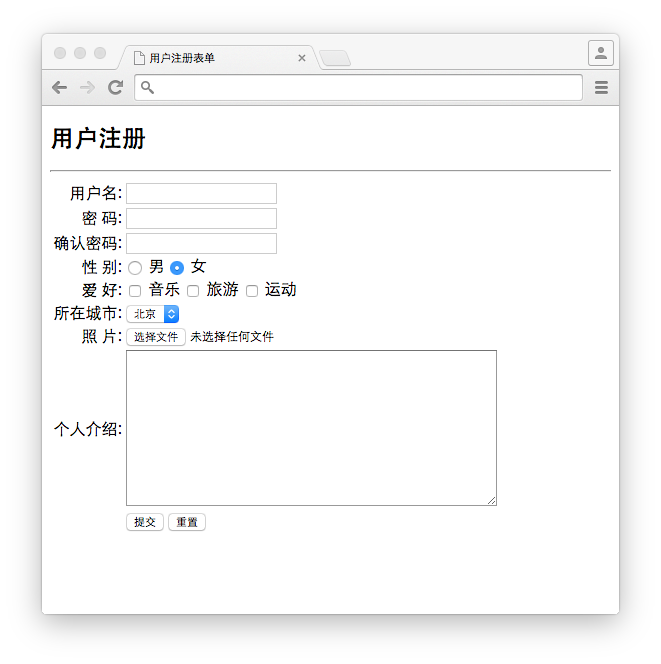 用户注册表单
用户注册
用户名:
密 码:
确认密码:
性 别: 男 女
爱 好: 音乐 旅游 运动
所在城市: 北京
照 片: 选择文件 未选择任何文件
个人介绍:
提交 重置